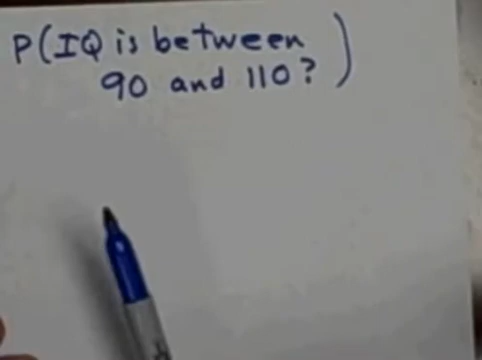 P(IQ is between
90 and 110?)